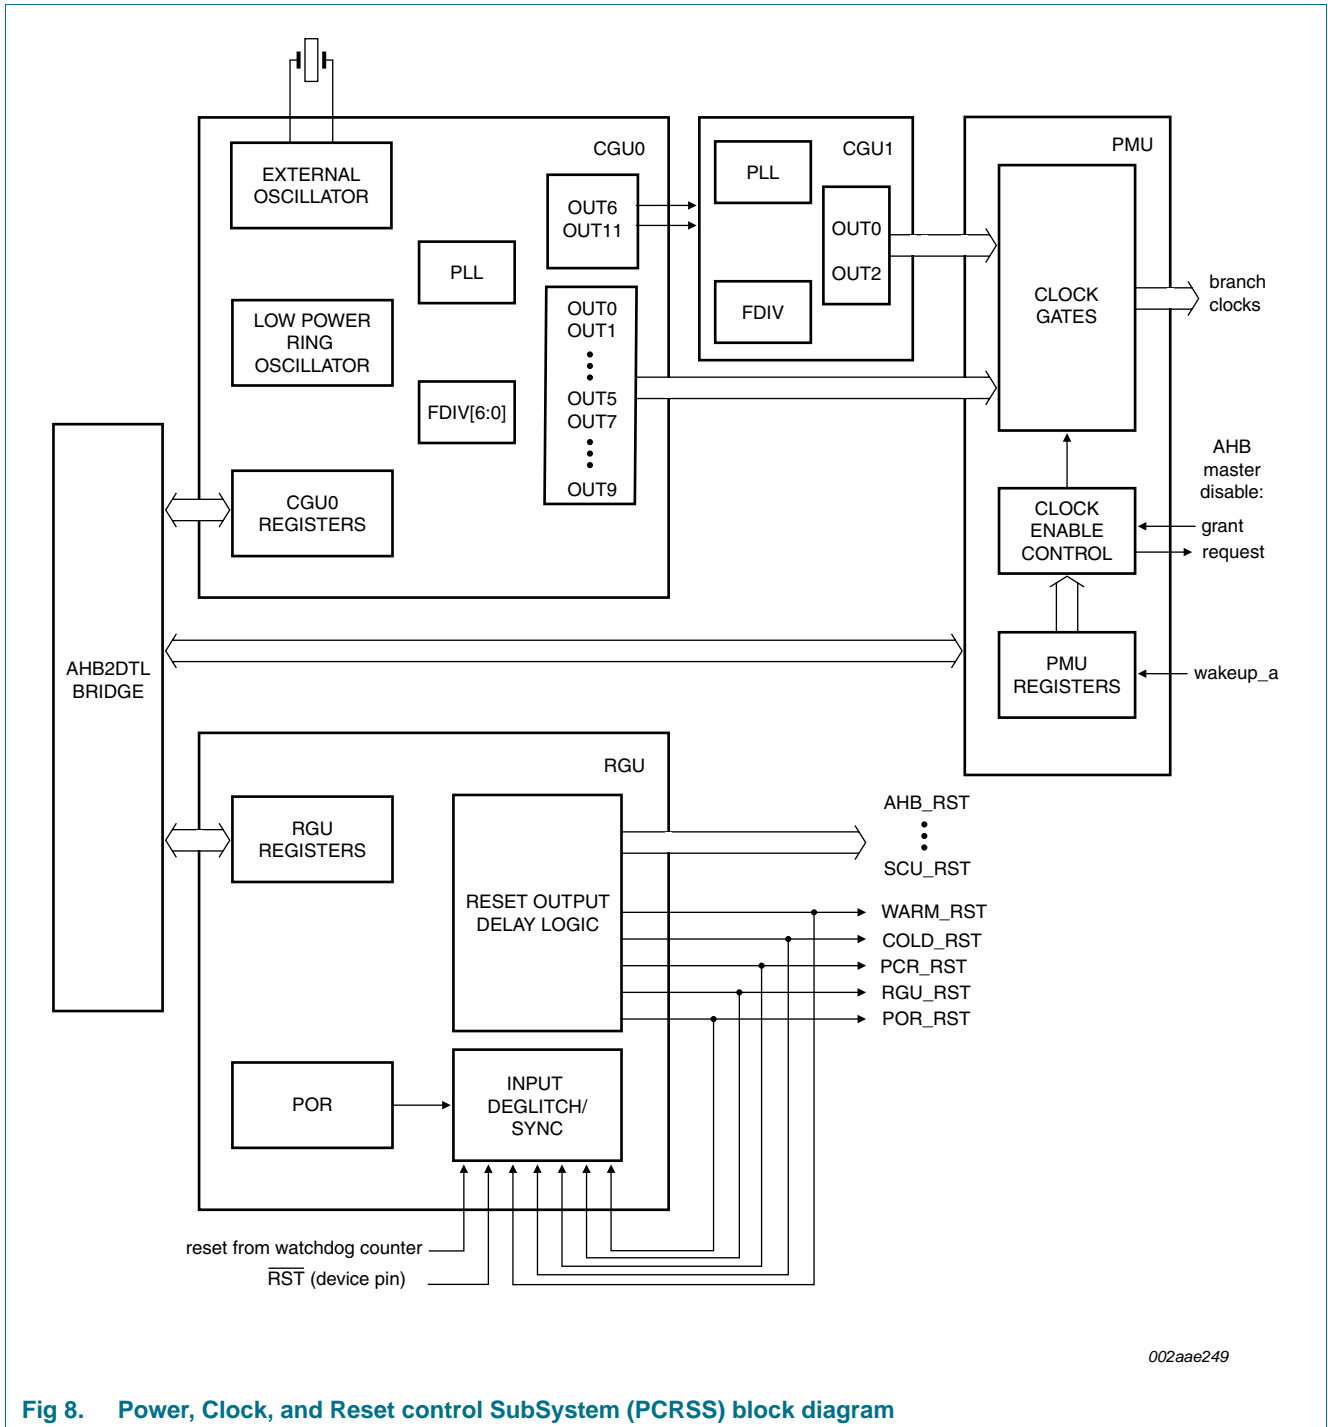 CGU0
EXTERNAL
OSCILLATOR
LOW POWER
RING
OSCILLATOR
CGU0
REGISTERS
PLL
FDIV[6:0]
OUT6
OUT11
OUT0
OUT1
OUT5
OUT7
OUT9
CGU1
PLL
FDIV
OUT0
OUT2
PMU
CLOCK
GATES
branch
clocks
AHB
master
disable:
grant
request
CLOCK
ENABLE
CONTROL
PMU
REGISTERS
wakeup_a
AHB2DTL
BRIDGE
RGU
RGU
REGISTERS
RESET OUTPUT
DELAY LOGIC
AHB_RST
SCU_RST
WARM_RST
COLD_RST
PCR_RST
RGU_RST
POR_RST
POR
INPUT
DEGLITCH/
SYNC
reset from watchdog counter
RST (device pin)
002aae249
Fig 8. Power, Clock, and Reset control SubSystem (PCRSS) block diagram